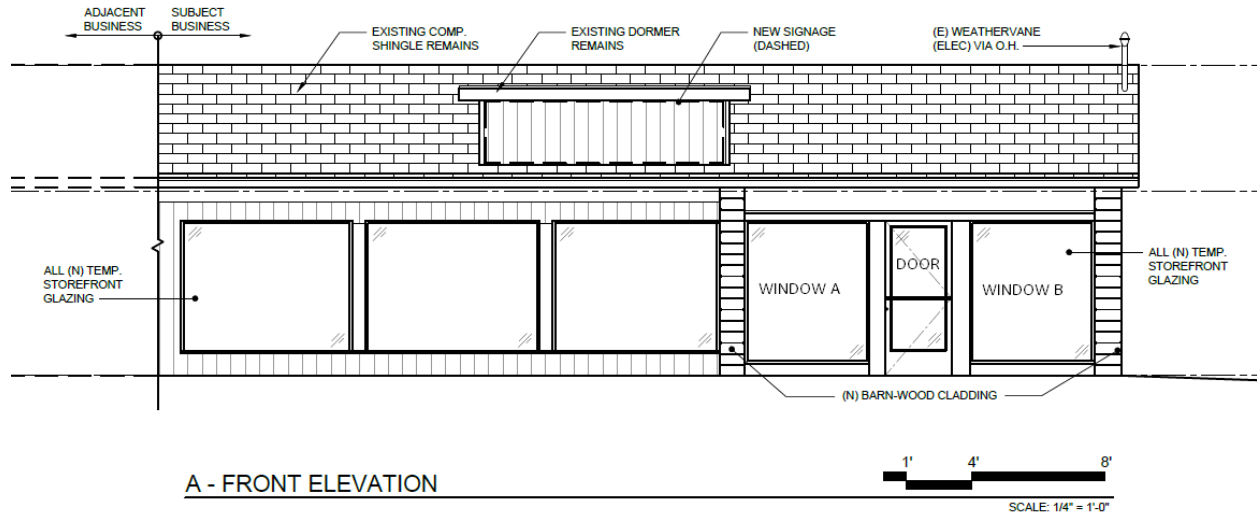 ADJACENT
BUSINESS
SUBJECT
BUSINESS
EXISTING COMP.
SHINGLE REMAINS
EXISTING DORMER
REMAINS
NEW SIGNAGE
(DASHED)
(E) WEATHERVANE
(ELEC) VIA O.H.
ALL (N) TEMP.
STOREFRONT
GLAZING
WINDOW A
DOOR
WINDOW B
ALL (N) TEMP.
STOREFRONT
GLAZING
(N) BARN-WOOD CLADDING
A - FRONT ELEVATION
1' 4' 8'
SCALE: 1/4" = 1'-0"